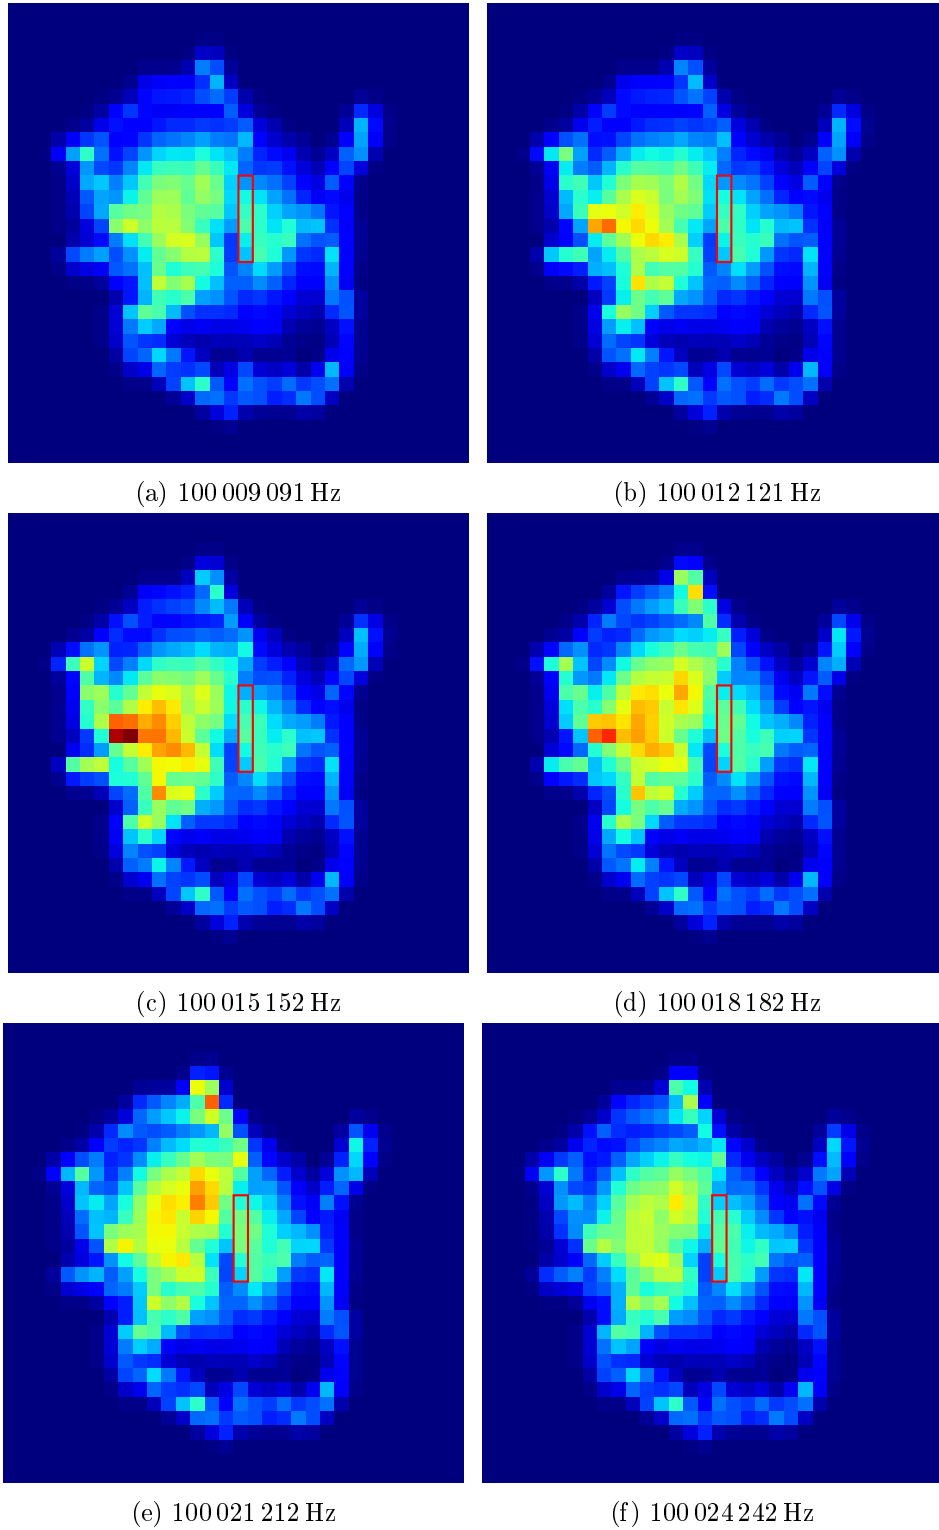 (a) 100 009 091 Hz
(b) 100 012 121 Hz
(c) 100 015 152 Hz
(d) 100 018 182 Hz
(e) 100 021 212 Hz
(f) 100 024 242 Hz